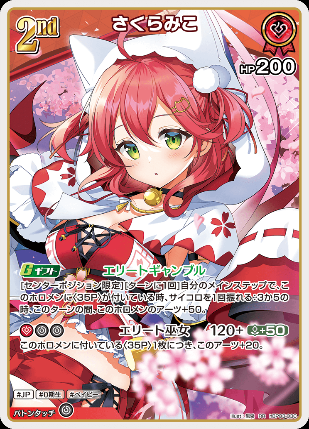 2nd
さくらみこ
HP200
ギフト
エリートギャンブル
[センターポジション限定][ターンに1回]自分のメインステップで、こ
のホロメンに〈35P〉が付いている時、サイコロを1回振れる：3か5の
時、このターンの間、このホロメンのアーツ+50。
エリート巫女 120+ +50
このホロメンに付いている〈35P〉1枚につき、このアーツ+20。
#JP #0期生 #ベイビー
バトンタッチ